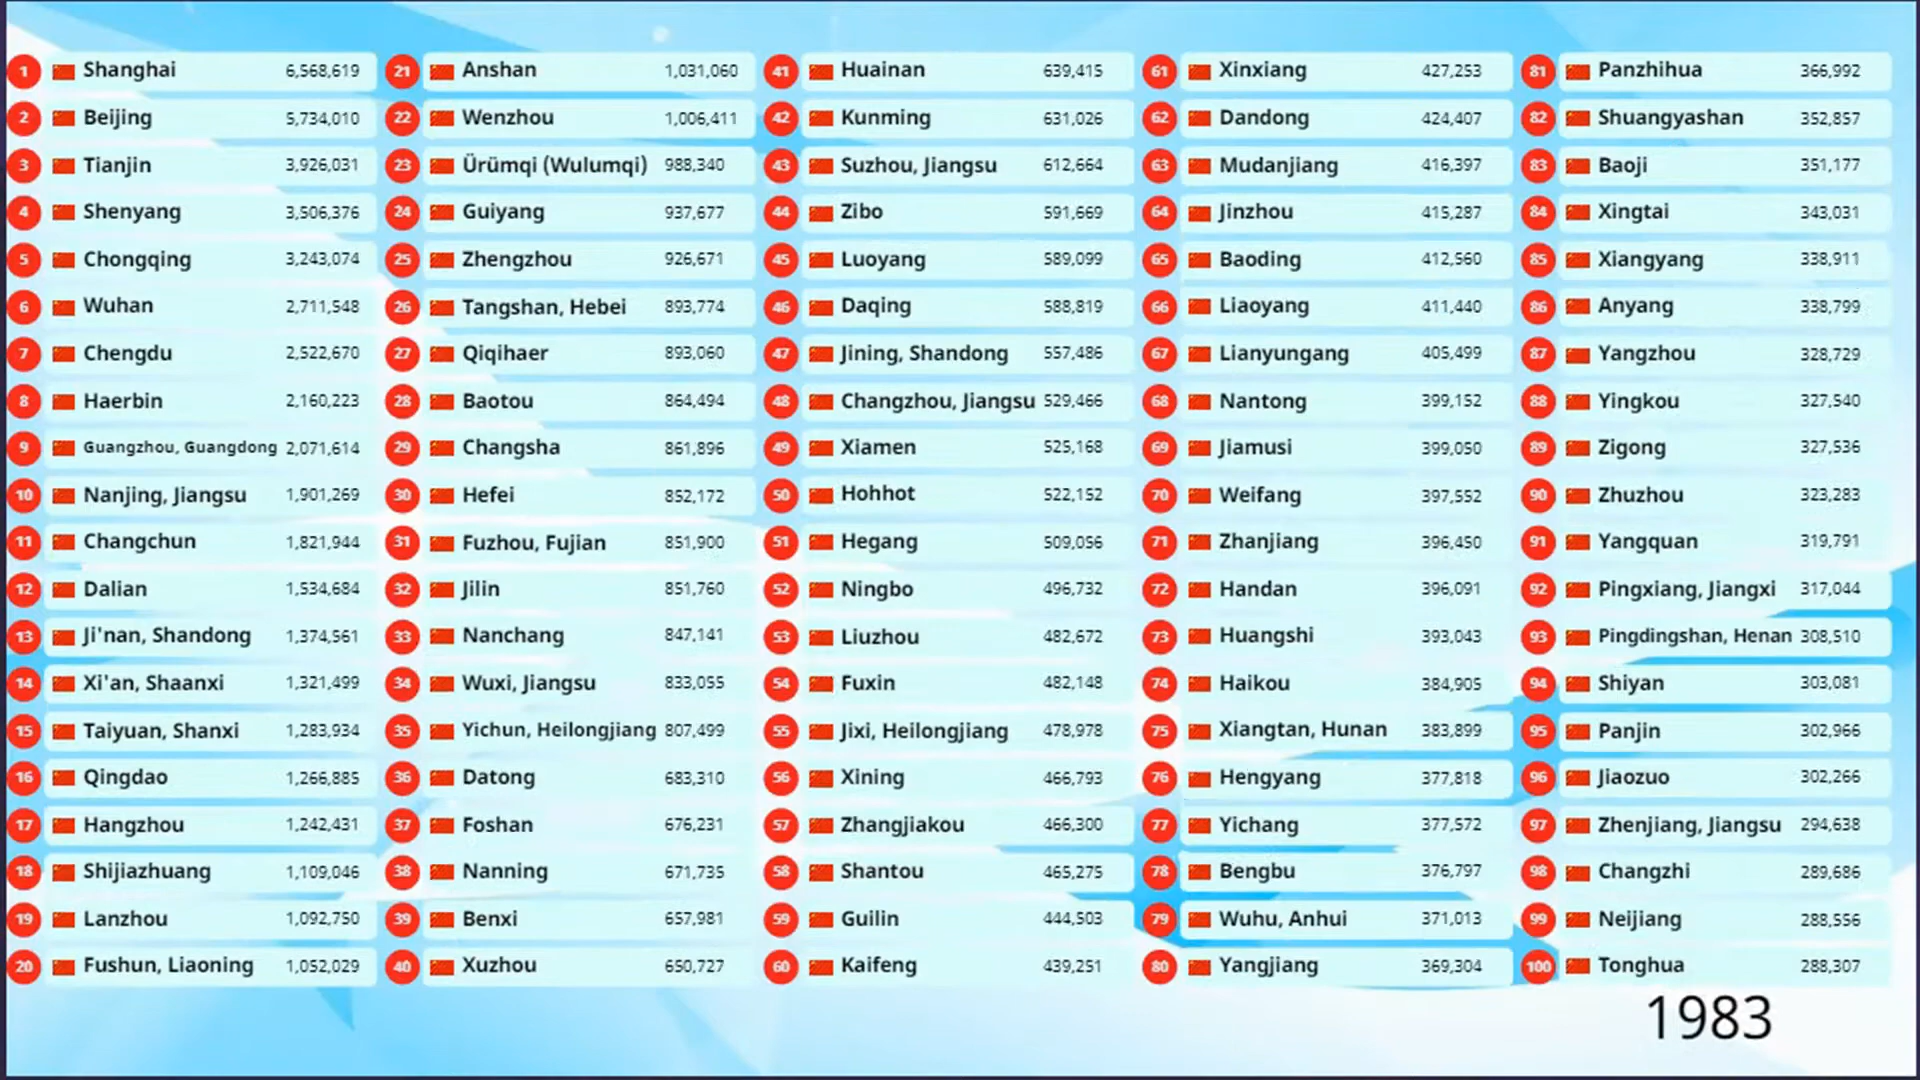 1 Shanghai 6,568,619
2 Beijing 5,734,010
3 Tianjin 3,926,031
4 Shenyang 3,506,376
5 Chongqing 3,243,074
6 Wuhan 2,711,548
7 Chengdu 2,522,670
8 Haerbin 2,160,223
9 Guangzhou, Guangdong 2,071,614
10 Nanjing, Jiangsu 1,901,269
11 Changchun 1,821,944
12 Dalian 1,534,684
13 Ji'nan, Shandong 1,374,561
14 Xi'an, Shaanxi 1,321,499
15 Taiyuan, Shanxi 1,283,934
16 Qingdao 1,266,885
17 Hangzhou 1,242,431
18 Shijiazhuang 1,109,046
19 Lanzhou 1,092,750
20 Fushun, Liaoning 1,052,029
21 Anshan 1,031,060
22 Wenzhou 1,006,411
23 Ürümqi (Wulumqi) 988,340
24 Guiyang 937,677
25 Zhengzhou 926,671
26 Tangshan, Hebei 893,774
27 Qiqihaer 893,060
28 Baotou 864,494
29 Changsha 861,896
30 Hefei 852,172
31 Fuzhou, Fujian 851,900
32 Jilin 851,760
33 Nanchang 847,141
34 Wuxi, Jiangsu 833,055
35 Yichun, Heilongjiang 807,499
36 Datong 683,310
37 Foshan 676,231
38 Nanning 671,735
39 Benxi 657,981
40 Xuzhou 650,727
41 Huainan 639,415
42 Kunming 631,026
43 Suzhou, Jiangsu 612,664
44 Zibo 591,669
45 Luoyang 589,099
46 Daqing 588,819
47 Jining, Shandong 557,486
48 Changzhou, Jiangsu 529,466
49 Xiamen 525,168
50 Hohhot 522,152
51 Hegang 509,056
52 Ningbo 496,732
53 Liuzhou 482,672
54 Fuxin 482,148
55 Jixi, Heilongjiang 478,978
56 Xining 466,793
57 Zhangjiakou 466,300
58 Shantou 465,275
59 Guilin 444,503
60 Kaifeng 439,251
61 Xinxiang 427,253
62 Dandong 424,407
63 Mudanjiang 416,397
64 Jinzhou 415,287
65 Baoding 412,560
66 Liaoyang 411,440
67 Lianyungang 405,499
68 Nantong 399,152
69 Jiamusi 399,050
70 Weifang 397,552
71 Zhanjiang 396,450
72 Handan 396,091
73 Huangshi 393,043
74 Haikou 384,905
75 Xiangtan, Hunan 383,899
76 Hengyang 377,818
77 Yichang 377,572
78 Bengbu 376,797
79 Wuhu, Anhui 371,013
80 Yangjiang 369,304
81 Panzhihua 366,992
82 Shuangyashan 352,857
83 Baoji 351,177
84 Xingtai 343,031
85 Xiangyang 338,911
86 Anyang 338,799
87 Yangzhou 328,729
88 Yingkou 327,540
89 Zigong 327,536
90 Zhuzhou 323,283
91 Yangquan 319,791
92 Pingxiang, Jiangxi 317,044
93 Pingdingshan, Henan 308,510
94 Shiyan 303,081
95 Panjin 302,966
96 Jiaozuo 302,266
97 Zhenjiang, Jiangsu 294,638
98 Changzhi 289,686
99 Neijiang 288,556
100 Tonghua 288,307
1983